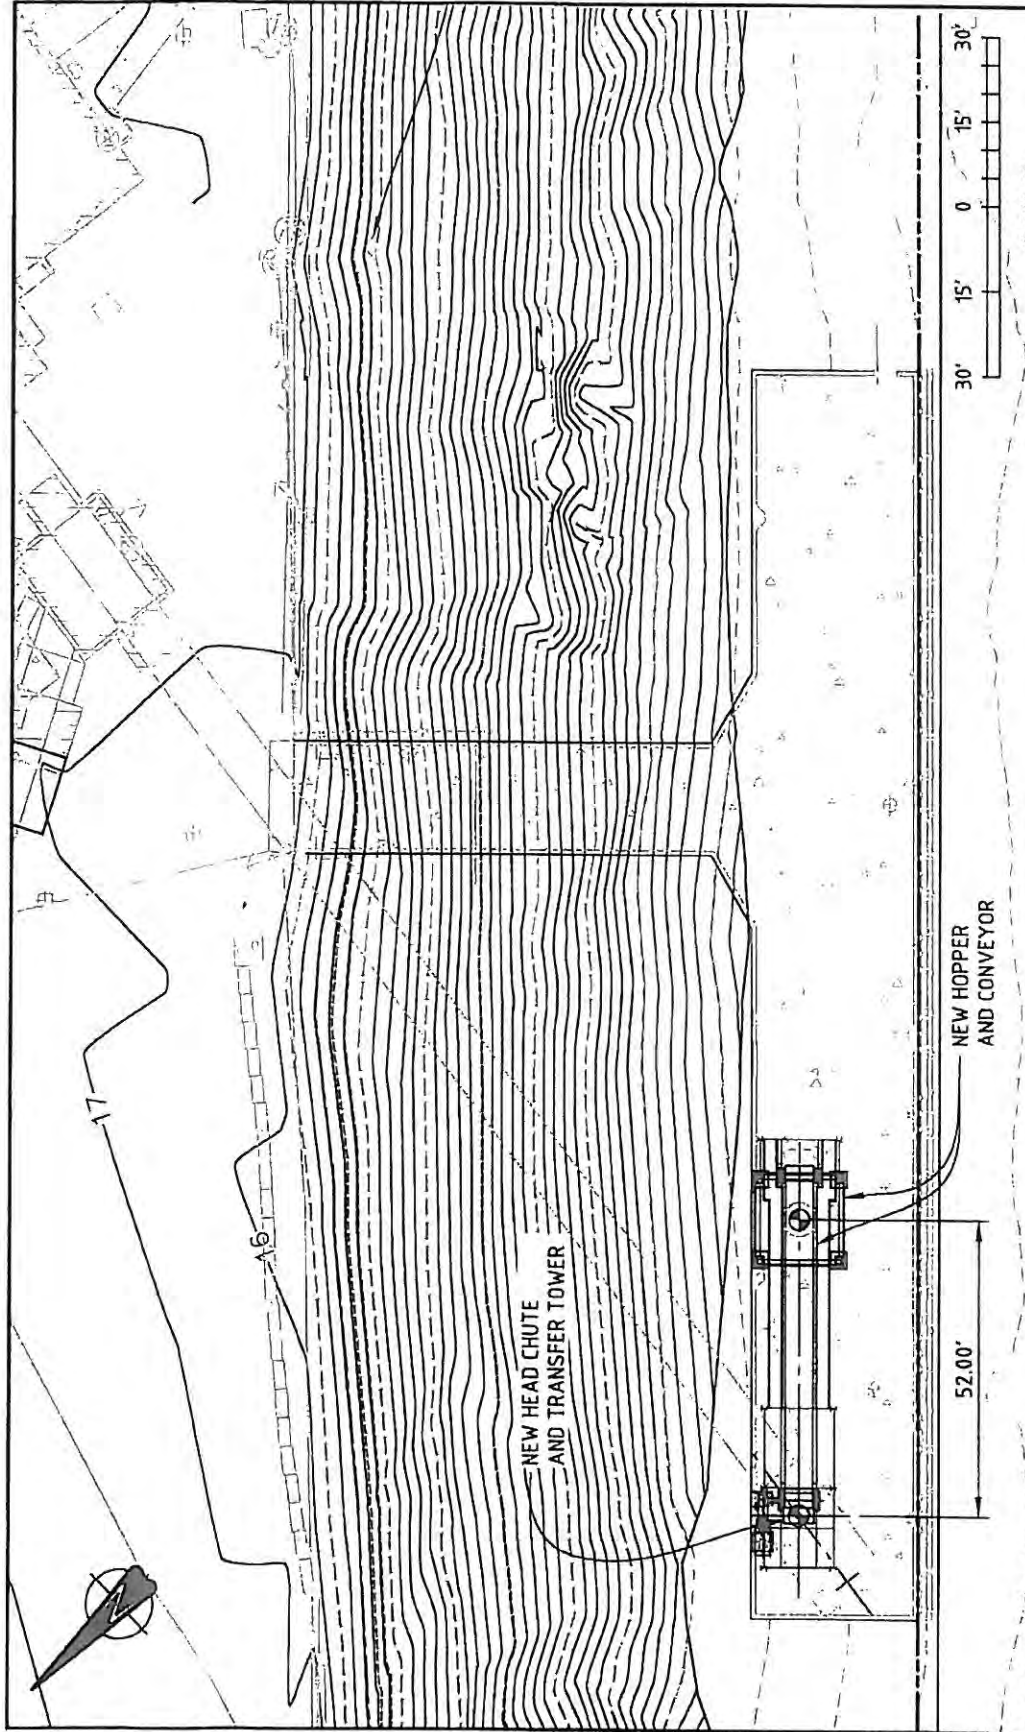 17
16
N
NEW HEAD CHUTE
AND TRANSFER TOWER
NEW HOPPER
AND CONVEYOR
52.00'
30'
15'
0
15'
30'